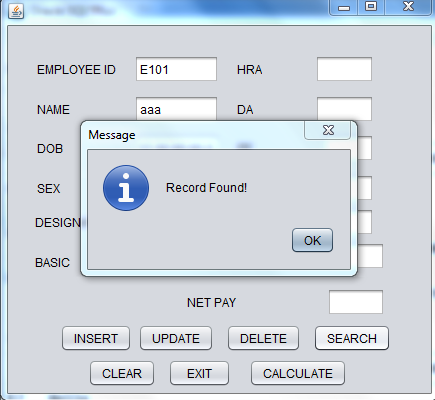 EMPLOYEE ID E101 HRA
NAME aaa DA
Message
DOB
Record Found!
SEX
DESIGN
OK
BASIC
NET PAY
INSERT UPDATE DELETE SEARCH
CLEAR EXIT CALCULATE